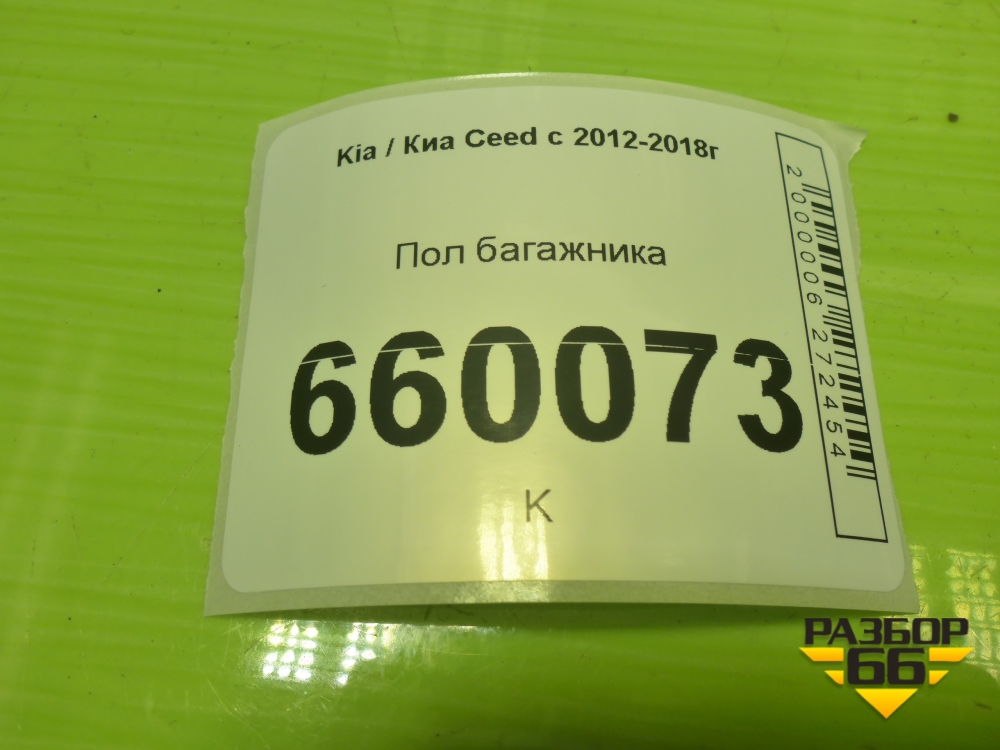 Kia / Киа Ceed с 2012-2018г
Пол багажника
660073
К
2000006272454
РАЗБОР
66